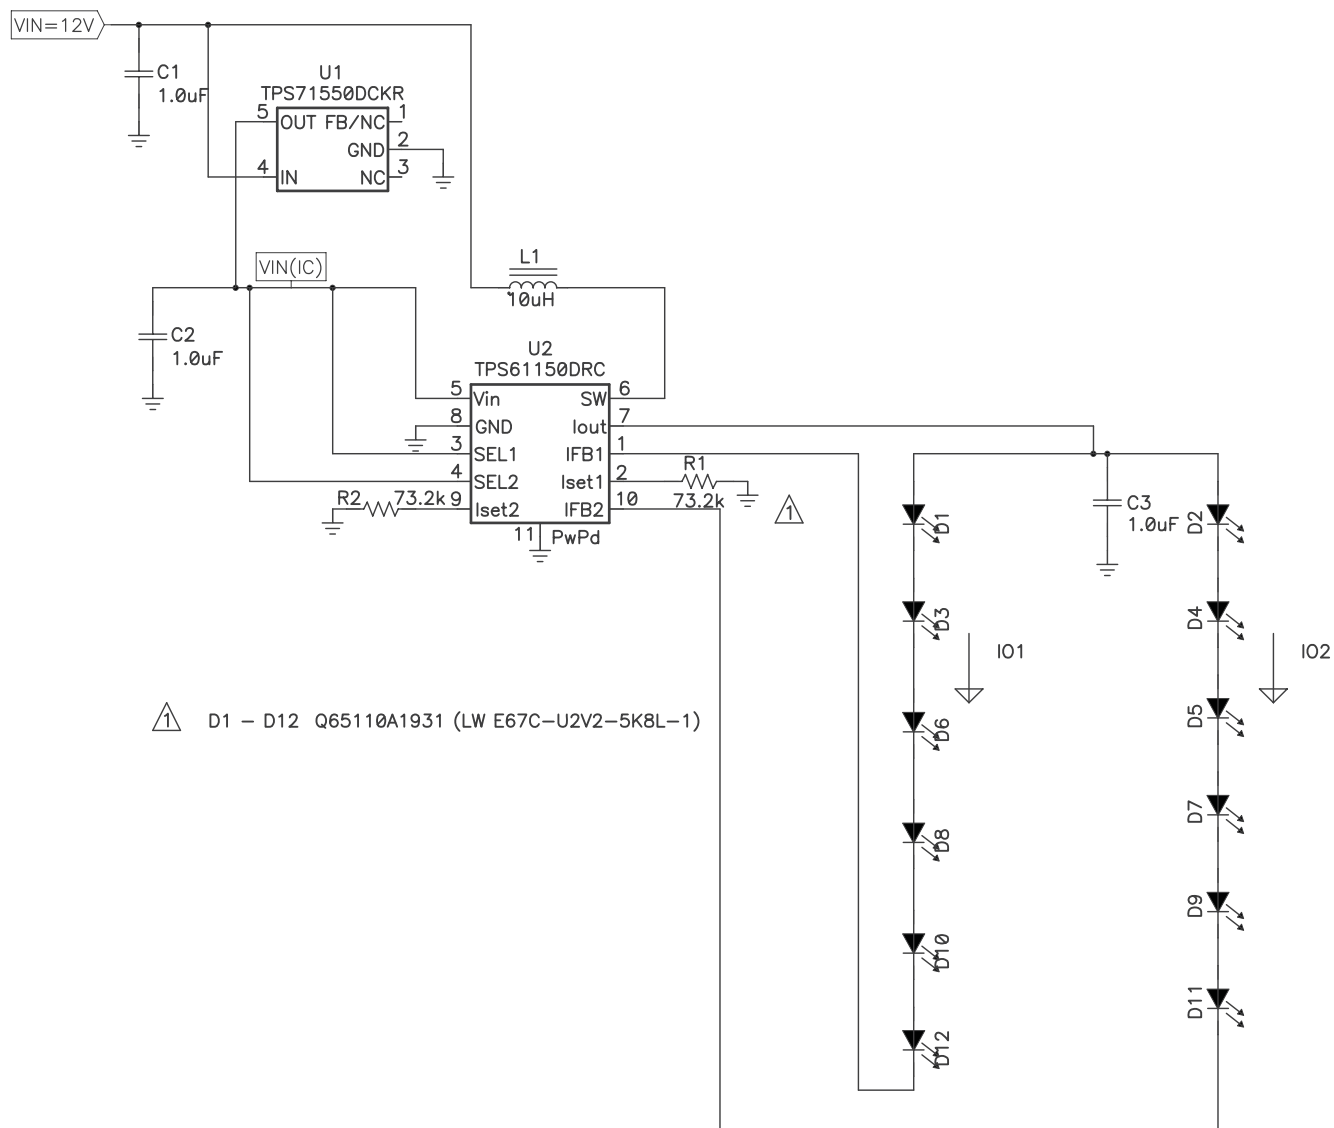 VIN=12V
C1
1.0uF
U1
TPS71550DCKR
5 OUT FB/NC 1
GND 2
4 IN NC 3
VIN(IC)
L1
10uH
C2
1.0uF
U2
TPS61150DRC
5 Vin SW 6
8 GND Iout 7
3 SEL1 IFB1 1
4 SEL2 Iset1 2
R1
73.2k
R2 73.2k 9 Iset2 IFB2 10
11 PwPd
1
C3
1.0uF
D1
D2
D3
D4
IO1
IO2
D6
D5
D8
D7
D10
D9
D12
D11
1 D1 – D12 Q65110A1931 (LW E67C–U2V2–5K8L–1)